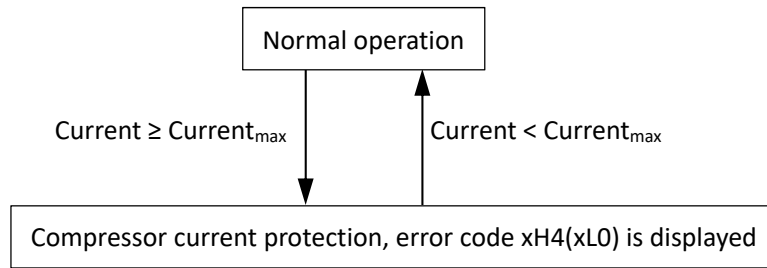 Normal operation
Current ≥ Currentmax
Current < Currentmax
Compressor current protection, error code xH4(xL0) is displayed